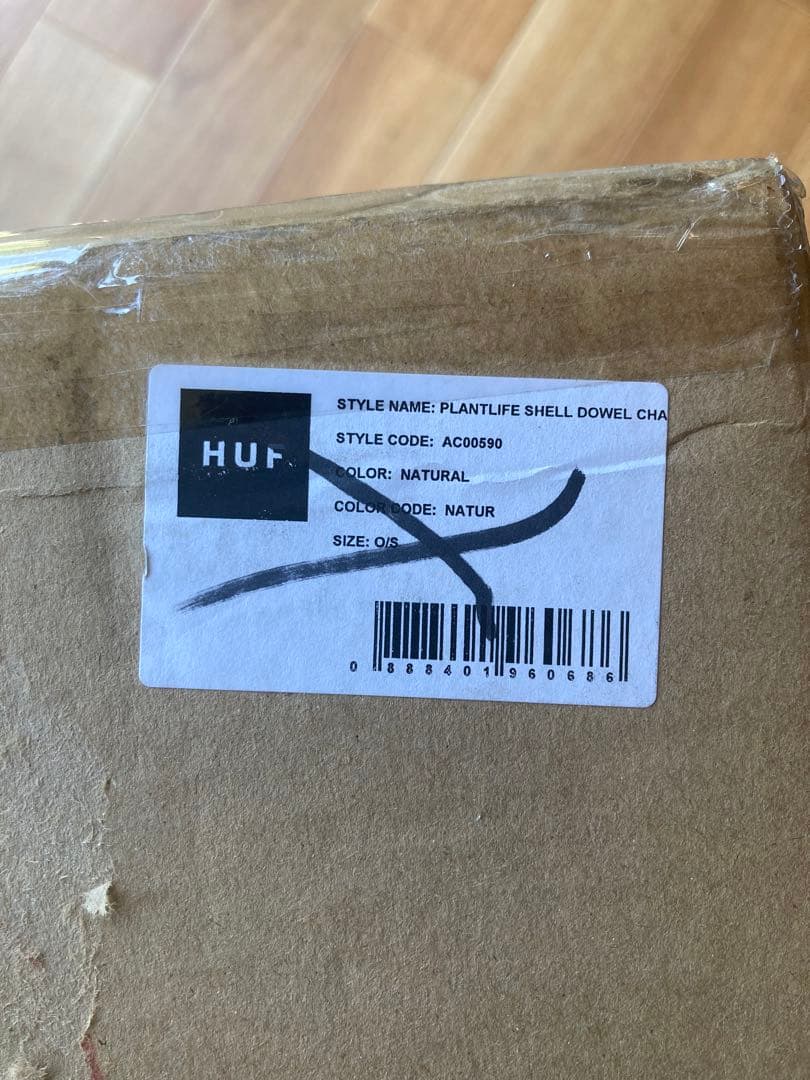 HUF
STYLE NAME: PLANTLIFE SHELL DOWEL CHA
STYLE CODE: AC00590
COLOR: NATURAL
COLOR CODE: NATUR
SIZE: O/S
0 888401 960686